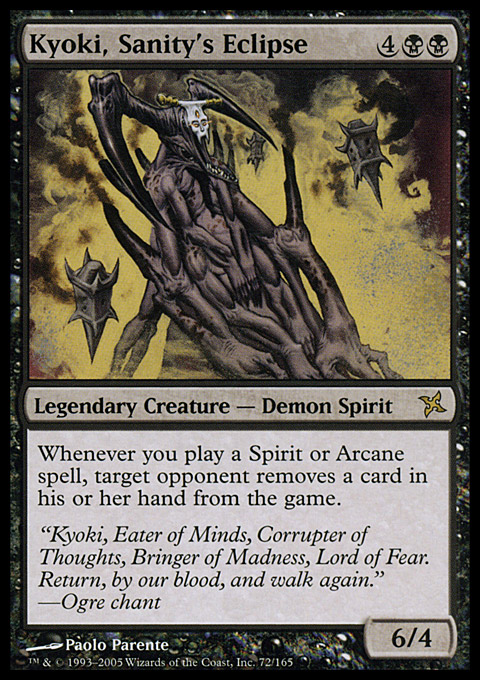 Kyoki, Sanity's Eclipse 4
Legendary Creature — Demon Spirit
Whenever you play a Spirit or Arcane
spell, target opponent removes a card in
his or her hand from the game.
"Kyoki, Eater of Minds, Corrupter of
Thoughts, Bringer of Madness, Lord of Fear.
Return, by our blood, and walk again."
—Ogre chant
Paolo Parente
6/4
™ & © 1993–2005 Wizards of the Coast, Inc. 72/165